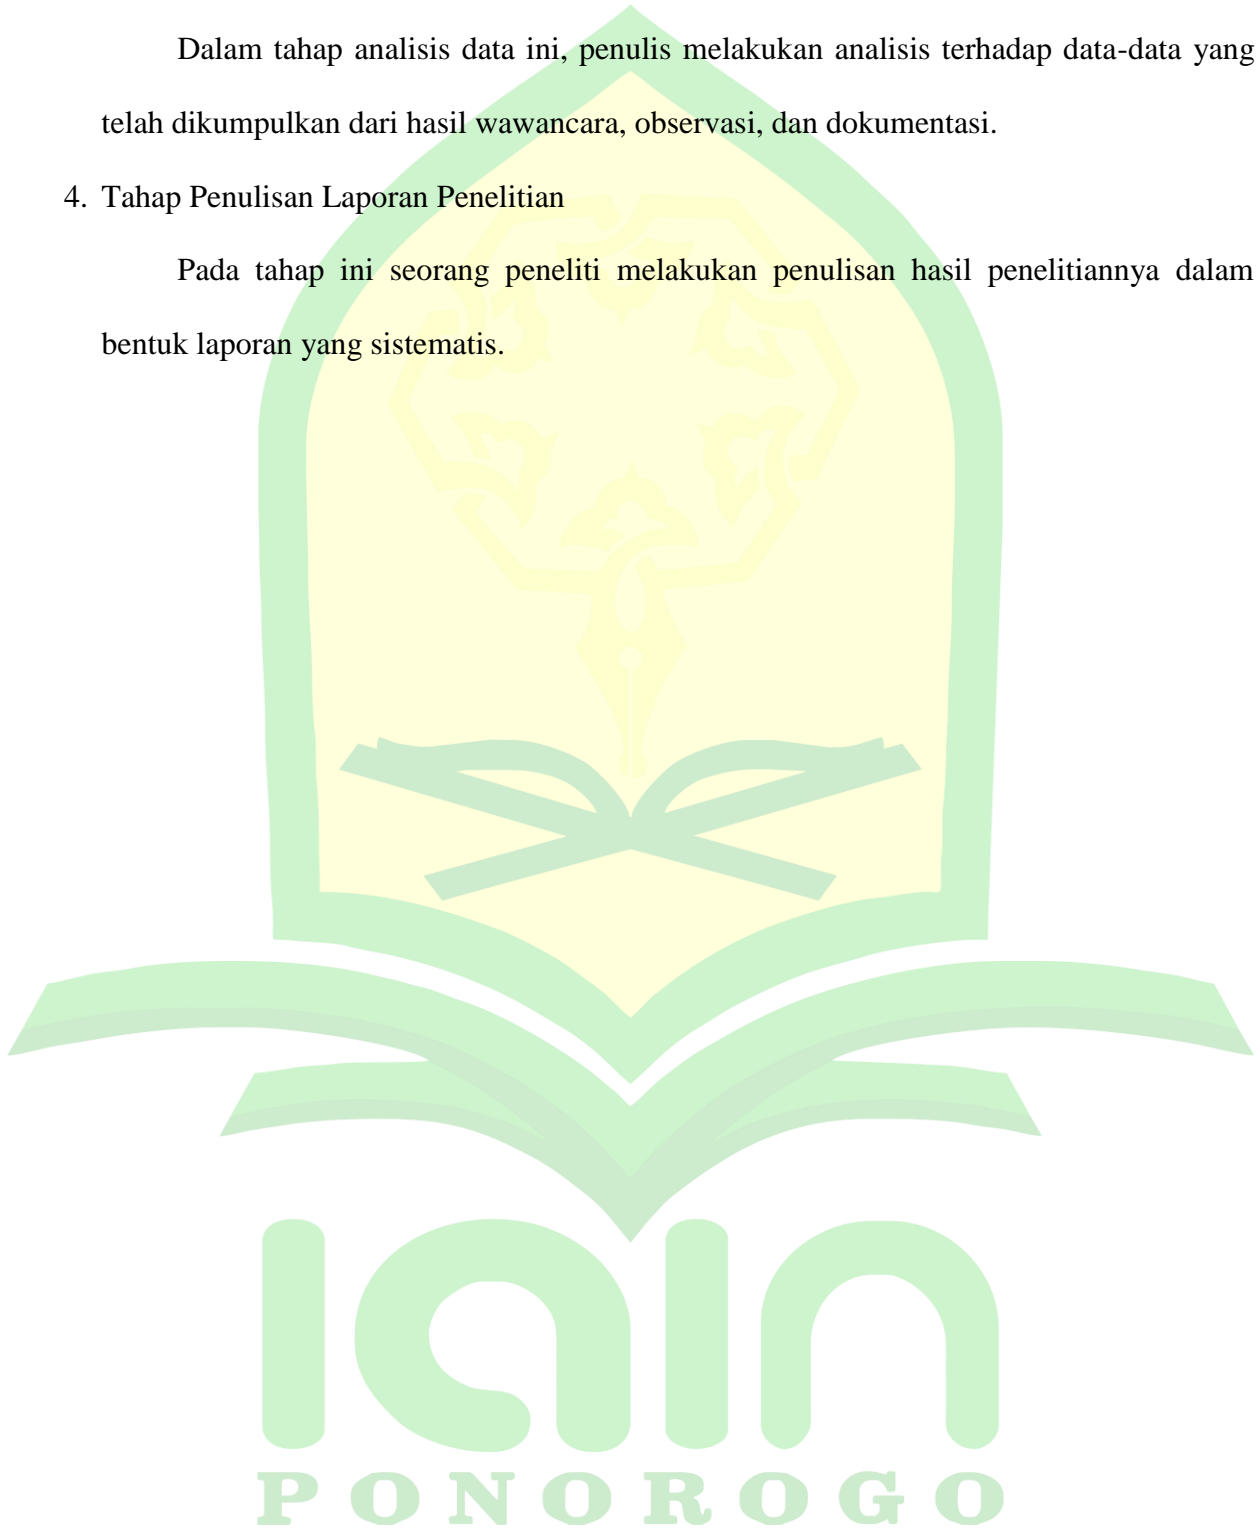 Dalam tahap analisis data ini, penulis melakukan analisis terhadap data-data yang
telah dikumpulkan dari hasil wawancara, observasi, dan dokumentasi.
4. Tahap Penulisan Laporan Penelitian
Pada tahap ini seorang peneliti melakukan penulisan hasil penelitiannya dalam
bentuk laporan yang sistematis.
IAIN
PONOROGO